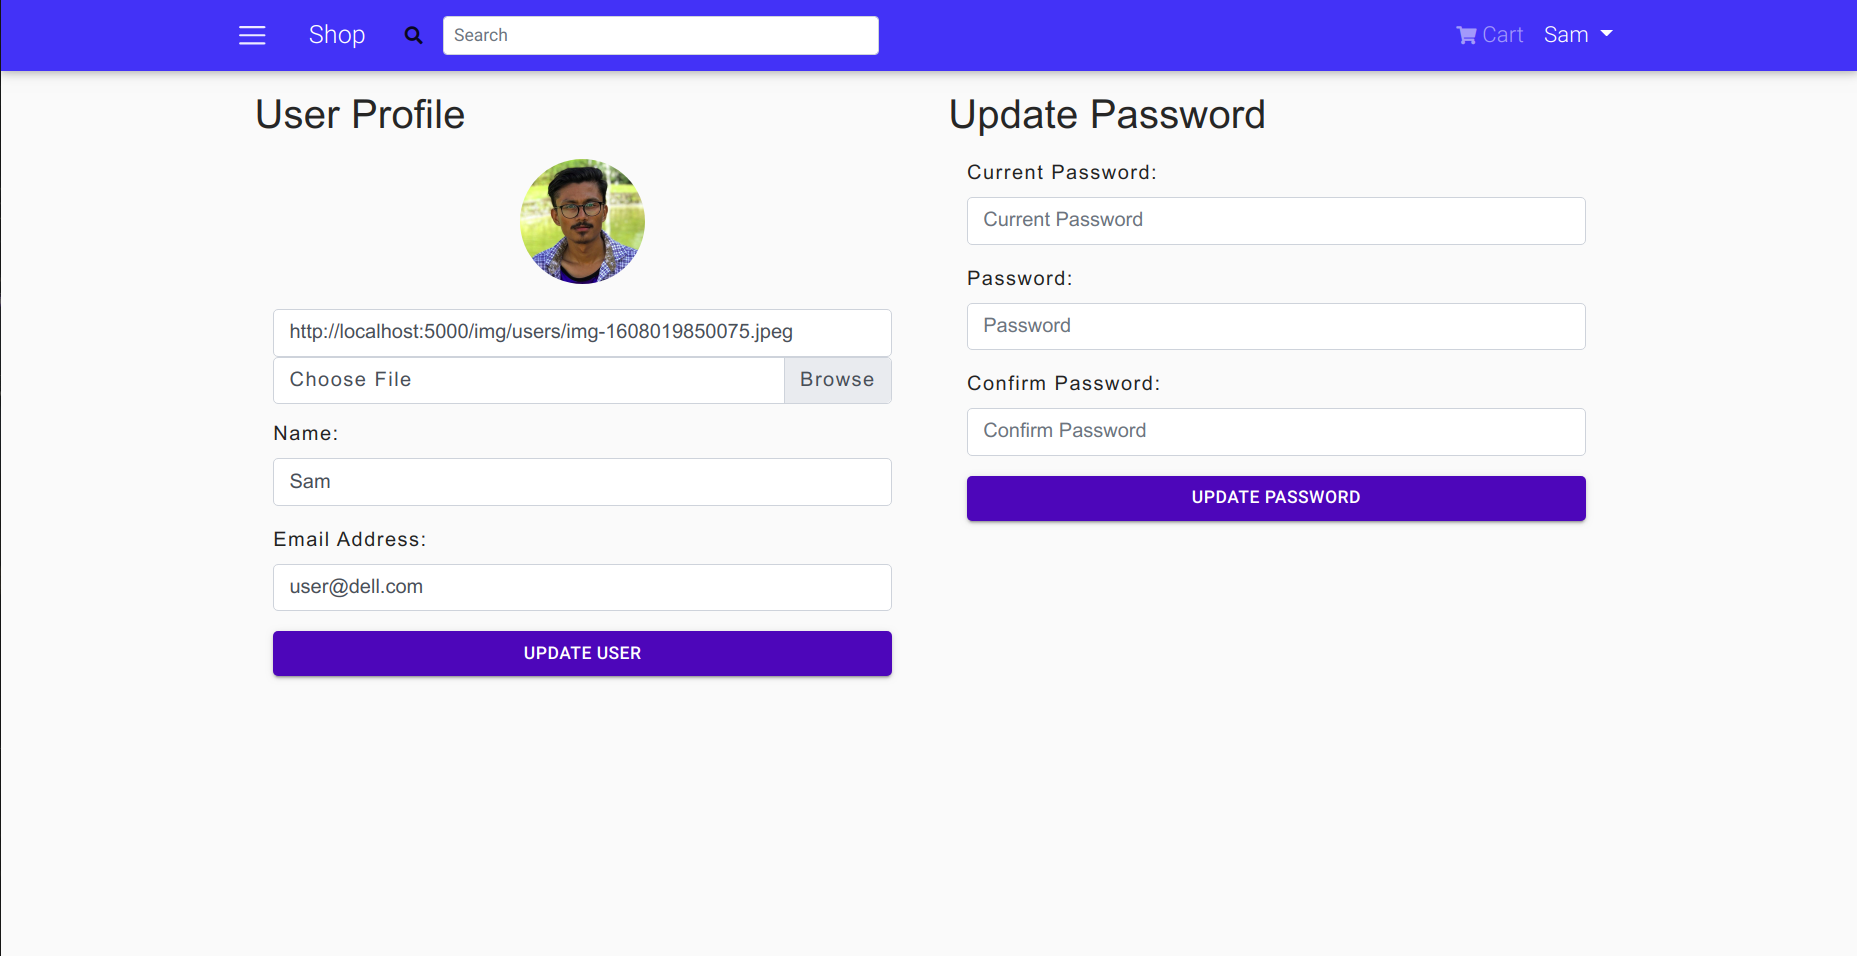 Shop
Search
Cart
Sam
User Profile
http://localhost:5000/img/users/img-1608019850075.jpeg
Choose File
Browse
Name:
Sam
Email Address:
user@dell.com
UPDATE USER
Update Password
Current Password:
Current Password
Password:
Password
Confirm Password:
Confirm Password
UPDATE PASSWORD